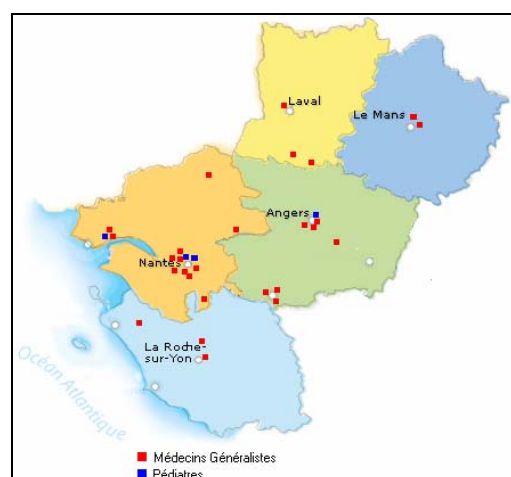 Laval
Le Mans
Angers
Nantes
La Roche-
sur-Yon
Océan Atlantique
Médecins Généralistes
Pédiatres